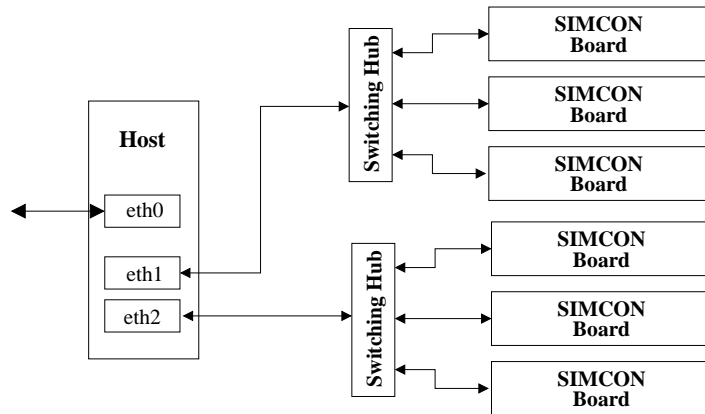 Host
eth0
eth1
eth2
Switching Hub
SIMCON
Board
SIMCON
Board
SIMCON
Board
Switching Hub
SIMCON
Board
SIMCON
Board
SIMCON
Board